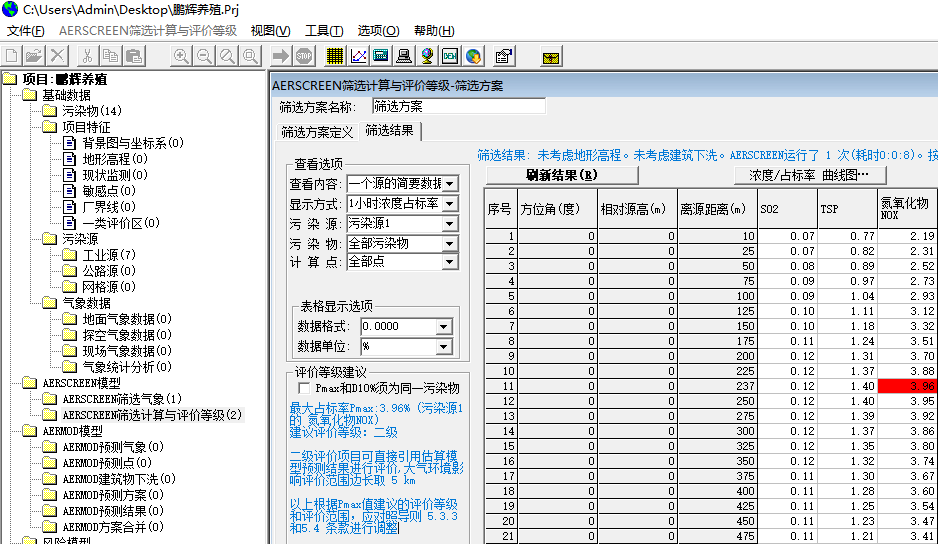 C:\Users\Admin\Desktop\鹏辉养殖.Prj
文件(F) AERSCREEN筛选计算与评价等级 视图(V) 工具(T) 选项(O) 帮助(H)
STOP
DEM
项目:鹏辉养殖
基础数据
污染物(14)
项目特征
背景图与坐标系(0)
地形高程(0)
现状监测(0)
敏感点(0)
厂界线(0)
一类评价区(0)
污染源
工业源(7)
公路源(0)
网格源(0)
气象数据
地面气象数据(0)
探空气象数据(0)
现场气象数据(0)
气象统计分析(0)
AERSCREEN模型
AERSCREEN筛选气象(1)
AERSCREEN筛选计算与评价等级(2)
AERMOD模型
AERMOD预测气象(0)
AERMOD预测点(0)
AERMOD建筑物下洗(0)
AERMOD预测方案(0)
AERMOD预测结果(0)
AERMOD方案合并(0)
风险模型
AERSCREEN筛选计算与评价等级-筛选方案
筛选方案名称: 筛选方案
筛选方案定义 筛选结果
查看选项
查看内容: 一个源的简要数据
显示方式: 1小时浓度占标率
污 染 源: 污染源1
污 染 物: 全部污染物
计 算 点: 全部点
表格显示选项
数据格式: 0.0000
数据单位: %
评价等级建议
Pmax和D10%须为同一污染物
最大占标率Pmax:3.96% (污染源1
的 氮氧化物NOX)
建议评价等级: 二级
二级评价项目可直接引用估算模
型预测结果进行评价,大气环境影
响评价范围边长取 5 km
以上根据Pmax值建议的评价等级
和评价范围，应对照导则 5.3.3
和5.4 条款进行调整
筛选结果: 未考虑地形高程。未考虑建筑下洗。AERSCREEN运行了 1 次(耗时0:0:8)。按
刷新结果(R) 浓度/占标率 曲线图…
序号 方位角(度) 相对源高(m) 离源距离(m) SO2 TSP 氮氧化物NOX
1 0 0 10 0.07 0.77 2.19
2 0 0 25 0.07 0.82 2.31
3 0 0 50 0.08 0.89 2.52
4 0 0 75 0.09 0.97 2.73
5 0 0 100 0.09 1.04 2.93
6 0 0 125 0.10 1.11 3.12
7 0 0 150 0.10 1.18 3.32
8 0 0 175 0.11 1.24 3.51
9 0 0 200 0.12 1.31 3.70
10 0 0 225 0.12 1.37 3.88
11 0 0 237 0.12 1.40 3.96
12 0 0 250 0.12 1.40 3.95
13 0 0 275 0.12 1.39 3.92
14 0 0 300 0.12 1.37 3.86
15 0 0 325 0.12 1.35 3.80
16 0 0 350 0.12 1.32 3.74
17 0 0 375 0.11 1.30 3.67
18 0 0 400 0.11 1.28 3.60
19 0 0 425 0.11 1.25 3.54
20 0 0 450 0.11 1.23 3.47
21 0 0 475 0.11 1.21 3.41